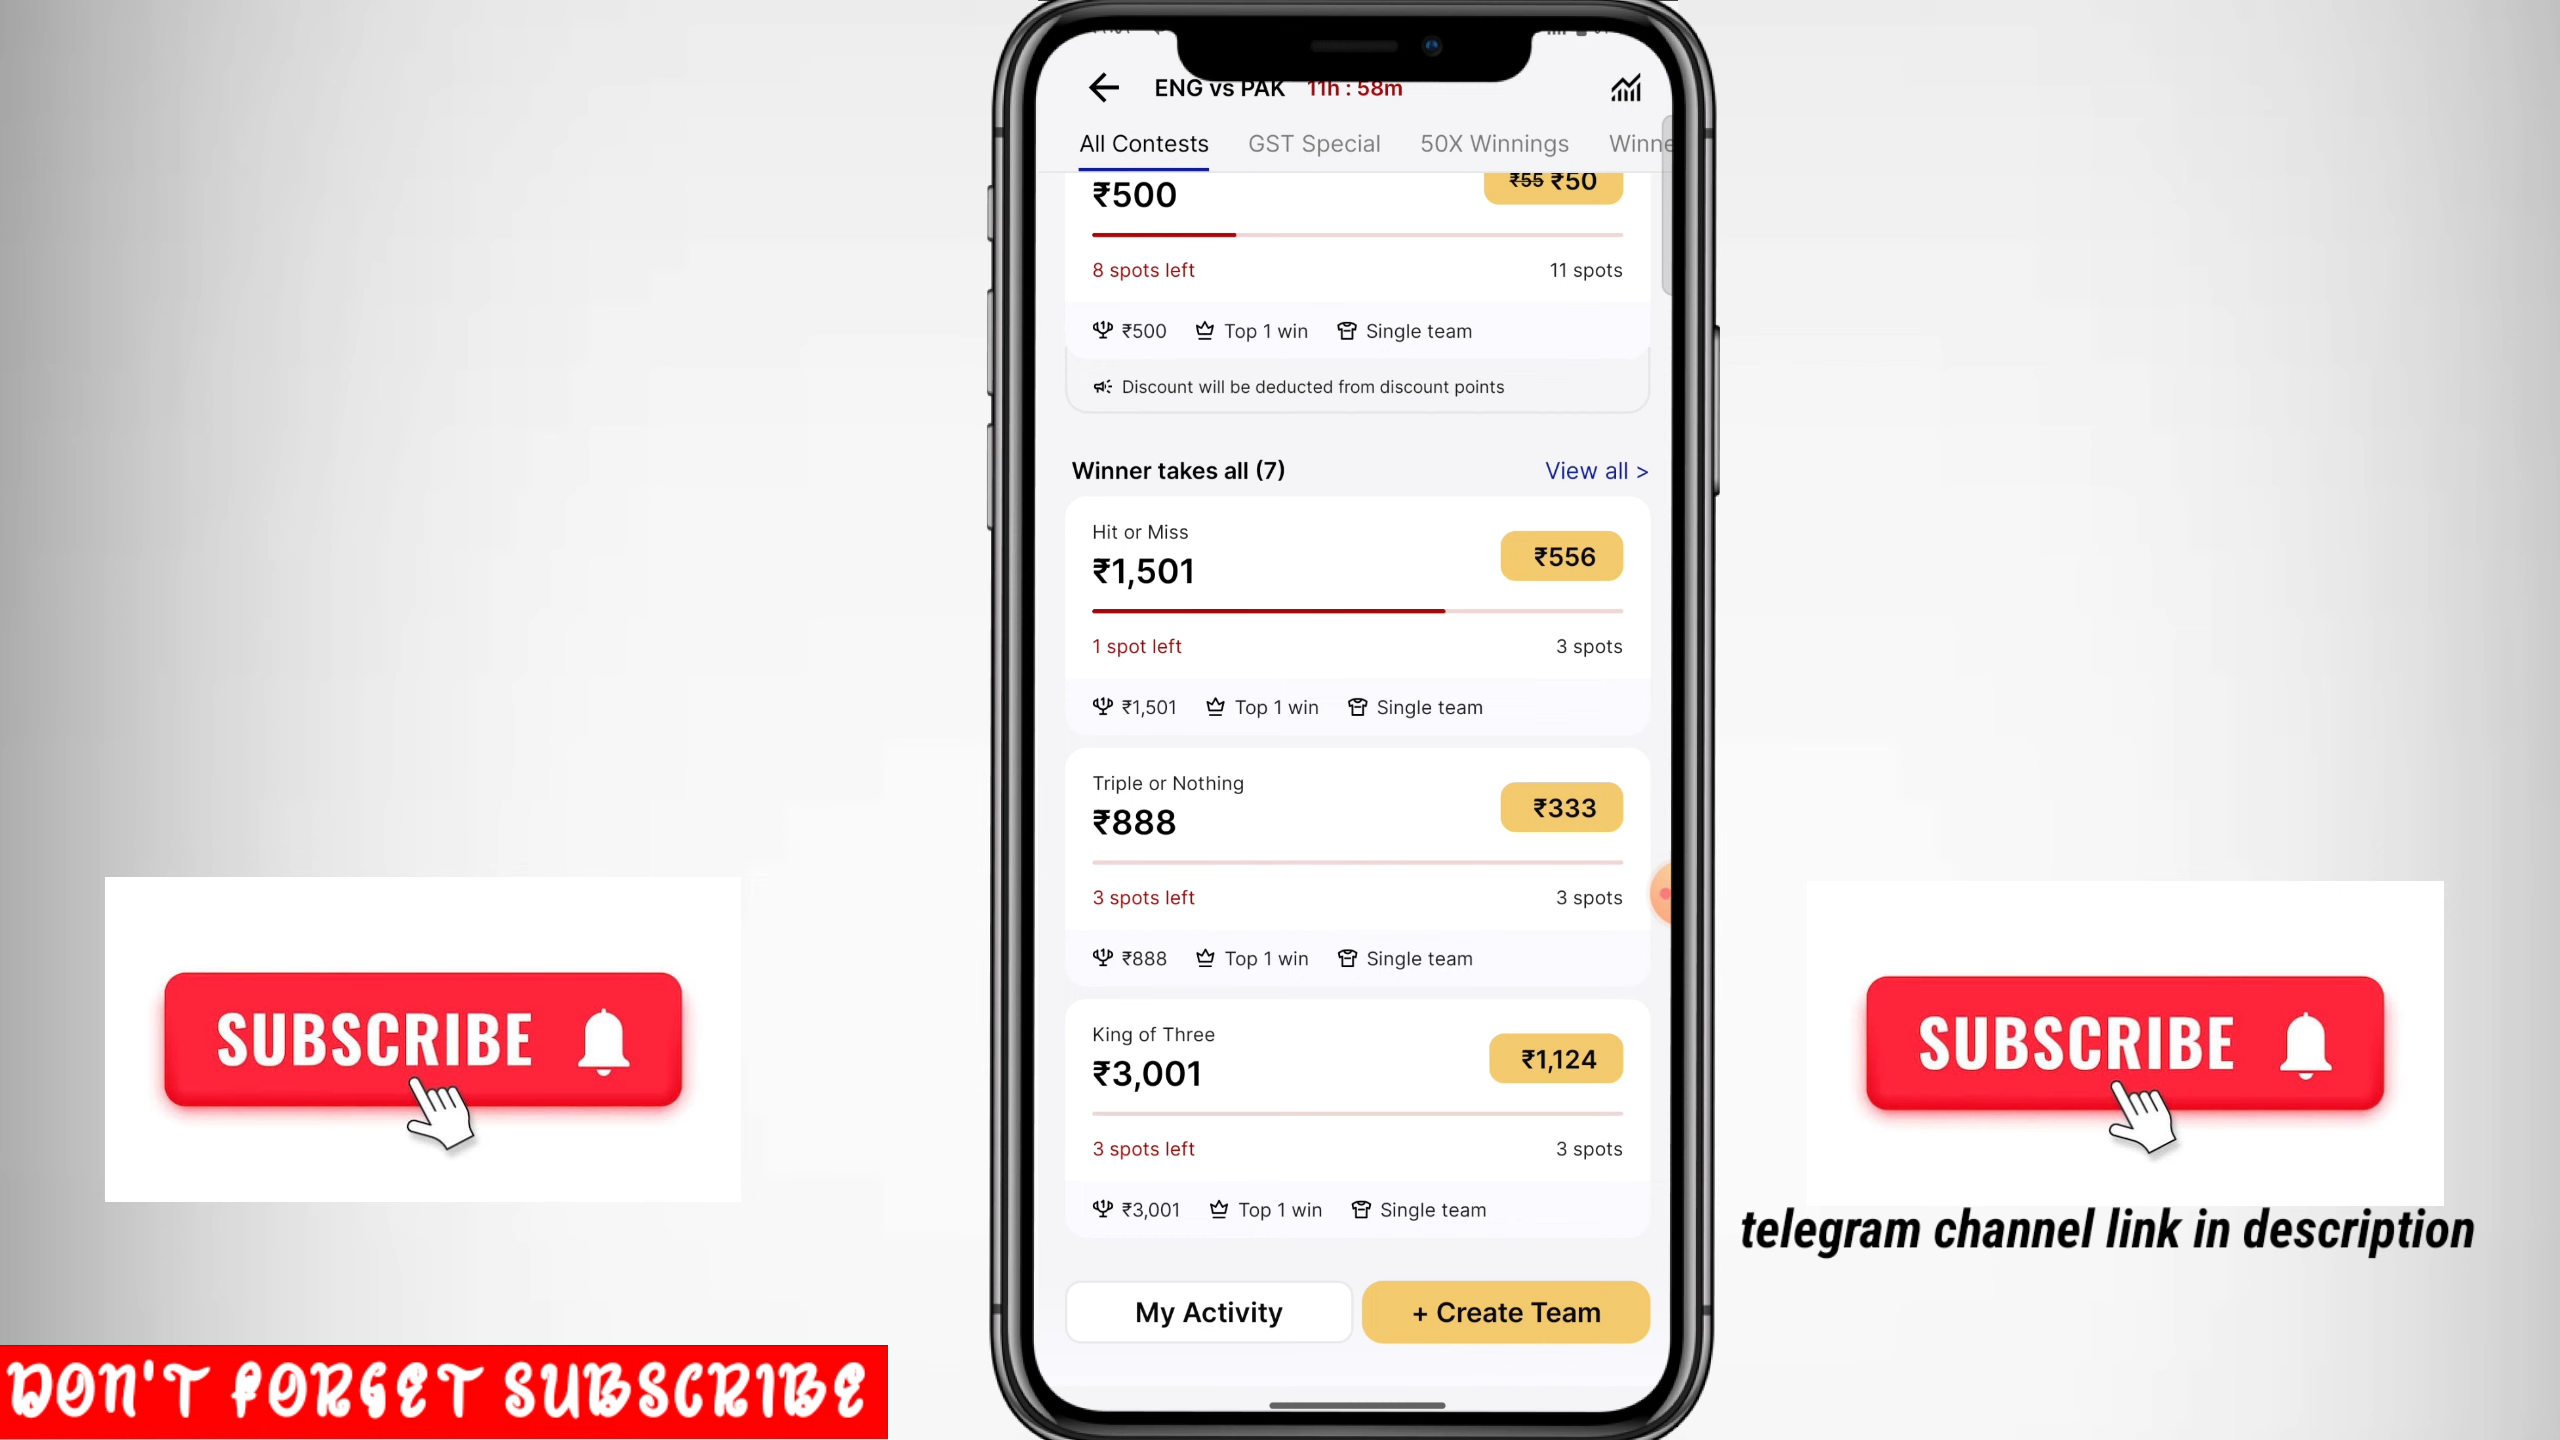 ENG vs PAK 11h : 58m
All Contests GST Special 50X Winnings Winne
₹500 ₹55 ₹50
8 spots left 11 spots
₹500 Top 1 win Single team
Discount will be deducted from discount points
Winner takes all (7) View all >
Hit or Miss
₹1,501 ₹556
1 spot left 3 spots
₹1,501 Top 1 win Single team
Triple or Nothing
₹888 ₹333
3 spots left 3 spots
₹888 Top 1 win Single team
King of Three
₹3,001 ₹1,124
3 spots left 3 spots
₹3,001 Top 1 win Single team
My Activity + Create Team
SUBSCRIBE
SUBSCRIBE
telegram channel link in description
DON'T FORGET SUBSCRIBE